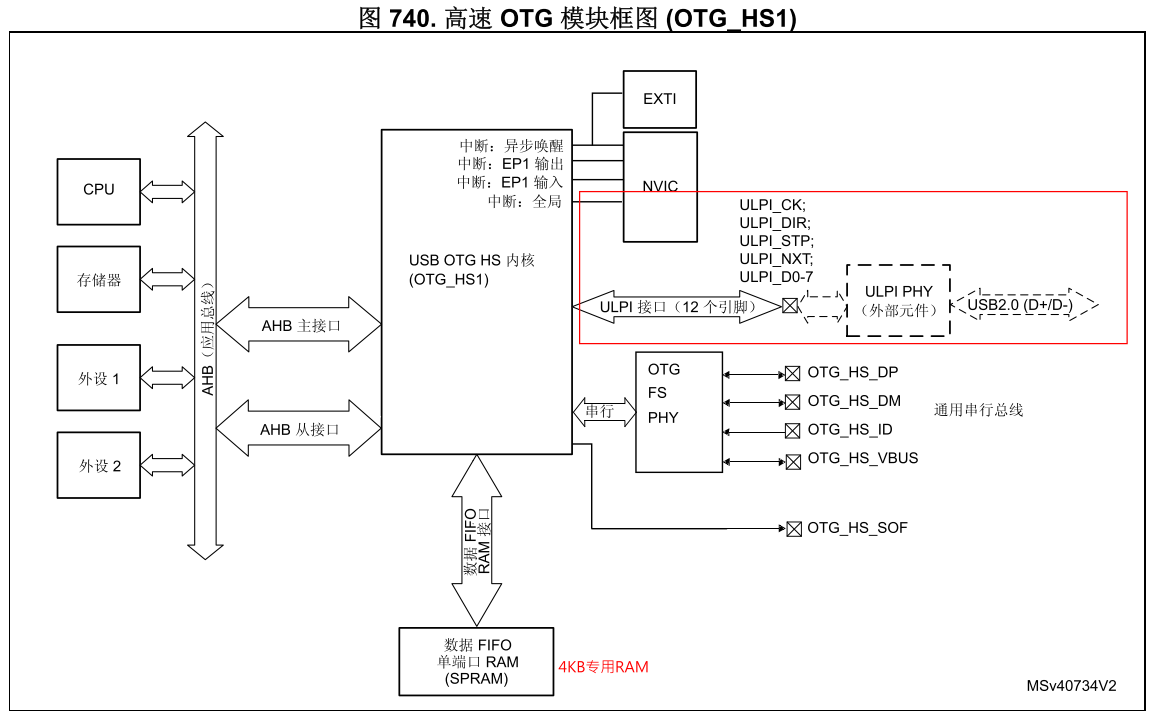 图 740. 高速 OTG 模块框图 (OTG_HS1)
EXTI
中断：异步唤醒
中断：EP1 输出
中断：EP1 输入
中断：全局
NVIC
CPU
存储器
外设 1
外设 2
AHB（应用总线）
AHB 主接口
AHB 从接口
USB OTG HS 内核
(OTG_HS1)
ULPI_CK;
ULPI_DIR;
ULPI_STP;
ULPI_NXT;
ULPI_D0-7
ULPI 接口（12 个引脚）
ULPI PHY
（外部元件）
USB2.0 (D+/D-)
串行
OTG
FS
PHY
OTG_HS_DP
OTG_HS_DM
OTG_HS_ID
OTG_HS_VBUS
通用串行总线
OTG_HS_SOF
数据 FIFO
RAM 接口
数据 FIFO
单端口 RAM
(SPRAM)
4KB专用RAM
MSv40734V2